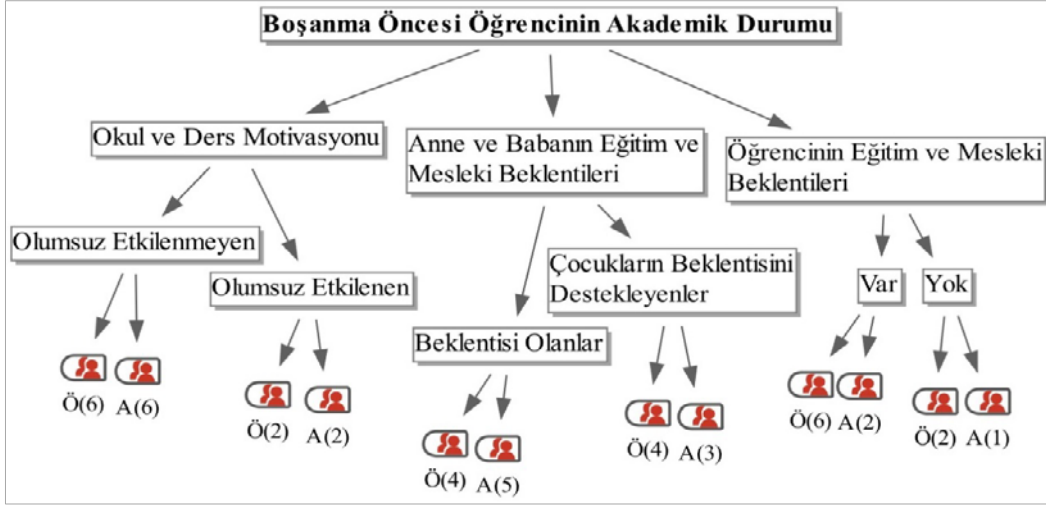 Boşanma Öncesi Öğrencinin Akademik Durumu
Okul ve Ders Motivasyonu
Anne ve Babanın Eğitim ve
Mesleki Beklentileri
Öğrencinin Eğitim ve Mesleki
Beklentileri
Olumsuz Etkilenmeyen
Olumsuz Etkilenen
Beklentisi Olanlar
Çocukların Beklentisini
Destekleyenler
Var
Yok
Ö(6) A(6)
Ö(2) A(2)
Ö(4) A(5)
Ö(4) A(3)
Ö(6) A(2)
Ö(2) A(1)